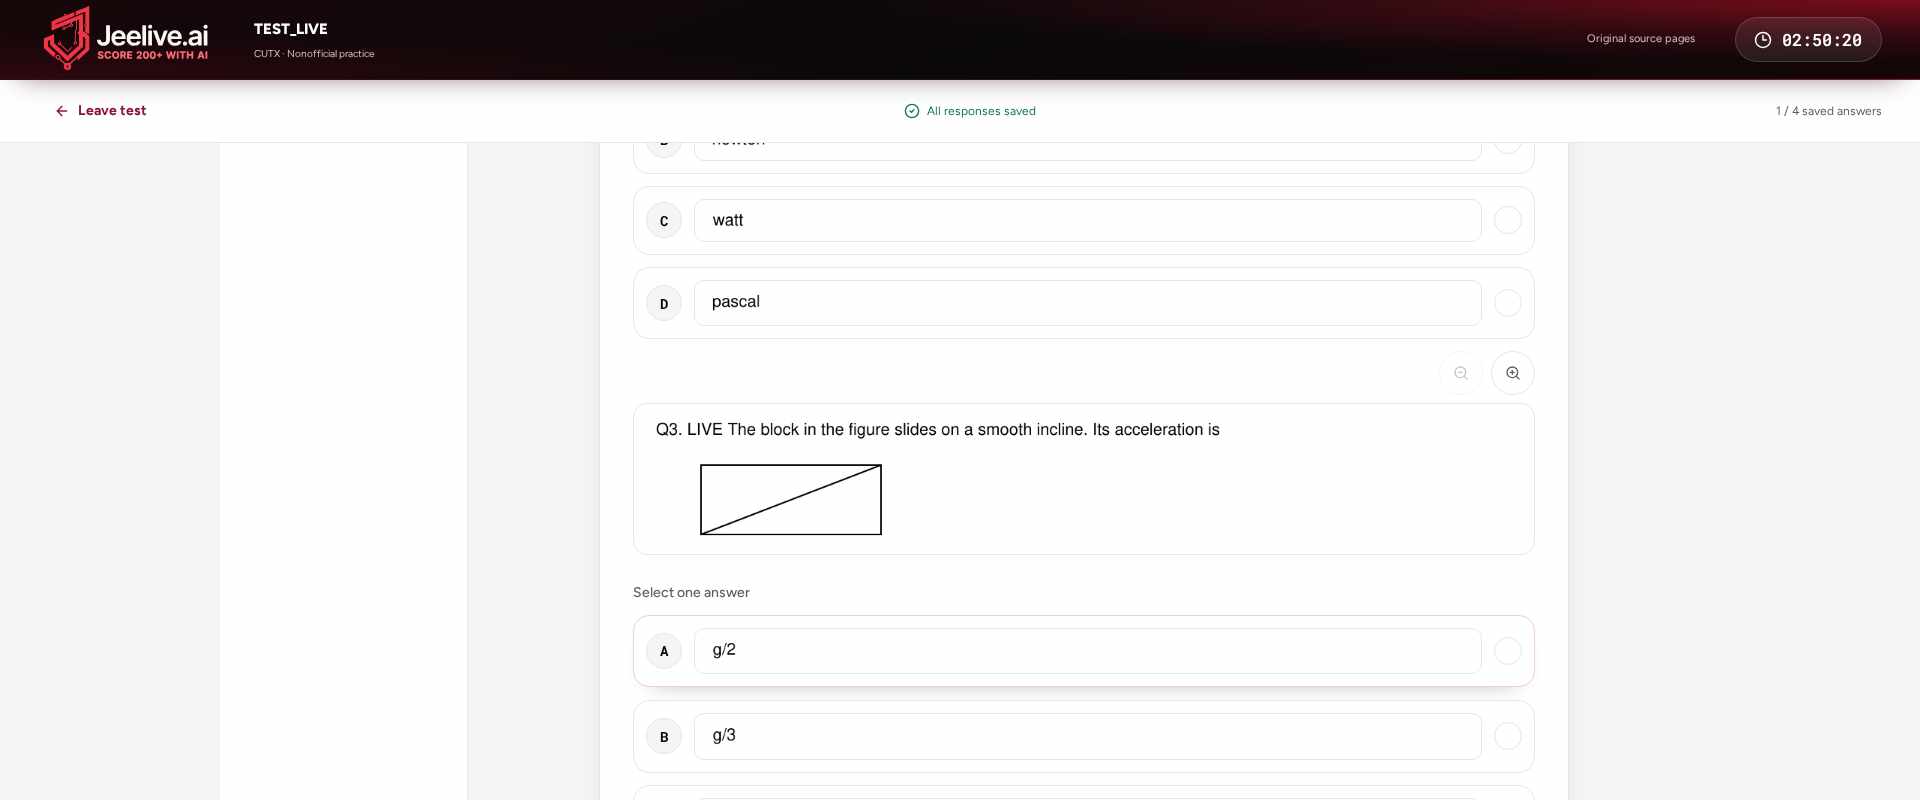 Jeelive.ai
SCORE 200+ WITH AI
TEST_LIVE
CUTX · Nonofficial practice
Original source pages
02:50:20
Leave test
All responses saved
1 / 4 saved answers
C
watt
D
pascal
Q3. LIVE The block in the figure slides on a smooth incline. Its acceleration is
Select one answer
A
g/2
B
g/3